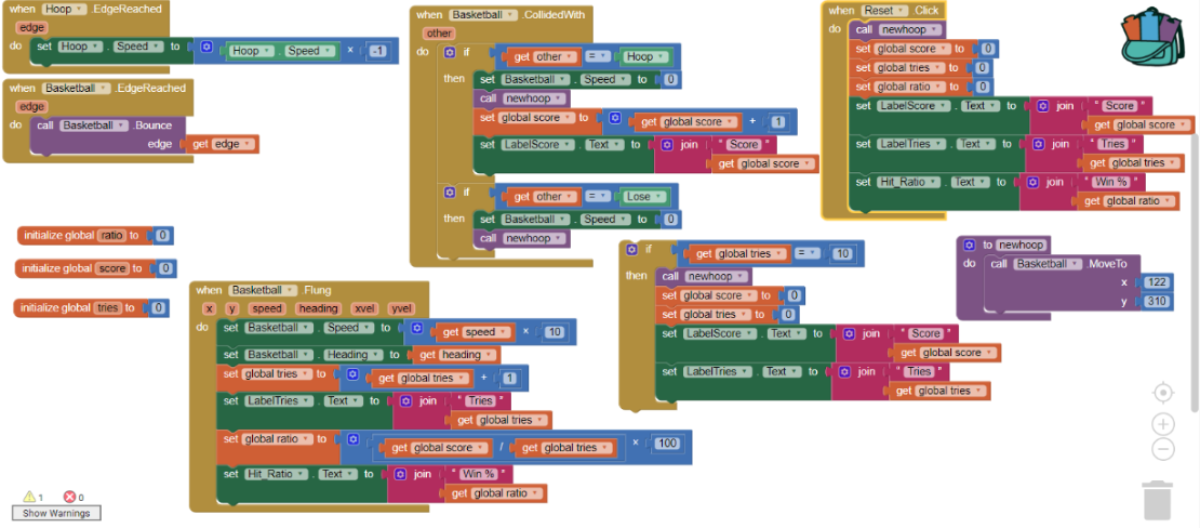 when Hoop . EdgeReached
edge
do set Hoop . Speed to Hoop . Speed × -1
when Basketball . EdgeReached
edge
do call Basketball . Bounce
edge get edge
initialize global ratio to 0
initialize global score to 0
initialize global tries to 0
when Basketball . Flung
x y speed heading xvel yvel
do set Basketball . Speed to get speed × 10
set Basketball . Heading to get heading
set global tries to get global tries + 1
set LabelTries . Text to join " Tries "
get global tries
set global ratio to get global score / get global tries × 100
set Hit_Ratio . Text to join " Win % "
get global ratio
when Basketball . CollidedWith
other
do if get other = Hoop
then set Basketball . Speed to 0
call newhoop
set global score to get global score + 1
set LabelScore . Text to join " Score "
get global score
if get other = Lose
then set Basketball . Speed to 0
call newhoop
if get global tries = 10
then call newhoop
set global score to 0
set global tries to 0
set LabelScore . Text to join " Score "
get global score
set LabelTries . Text to join " Tries "
get global tries
when Reset . Click
do call newhoop
set global score to 0
set global tries to 0
set global ratio to 0
set LabelScore . Text to join " Score "
get global score
set LabelTries . Text to join " Tries "
get global tries
set Hit_Ratio . Text to join " Win % "
get global ratio
to newhoop
do call Basketball . MoveTo
x 122
y 310
1 0
Show Warnings